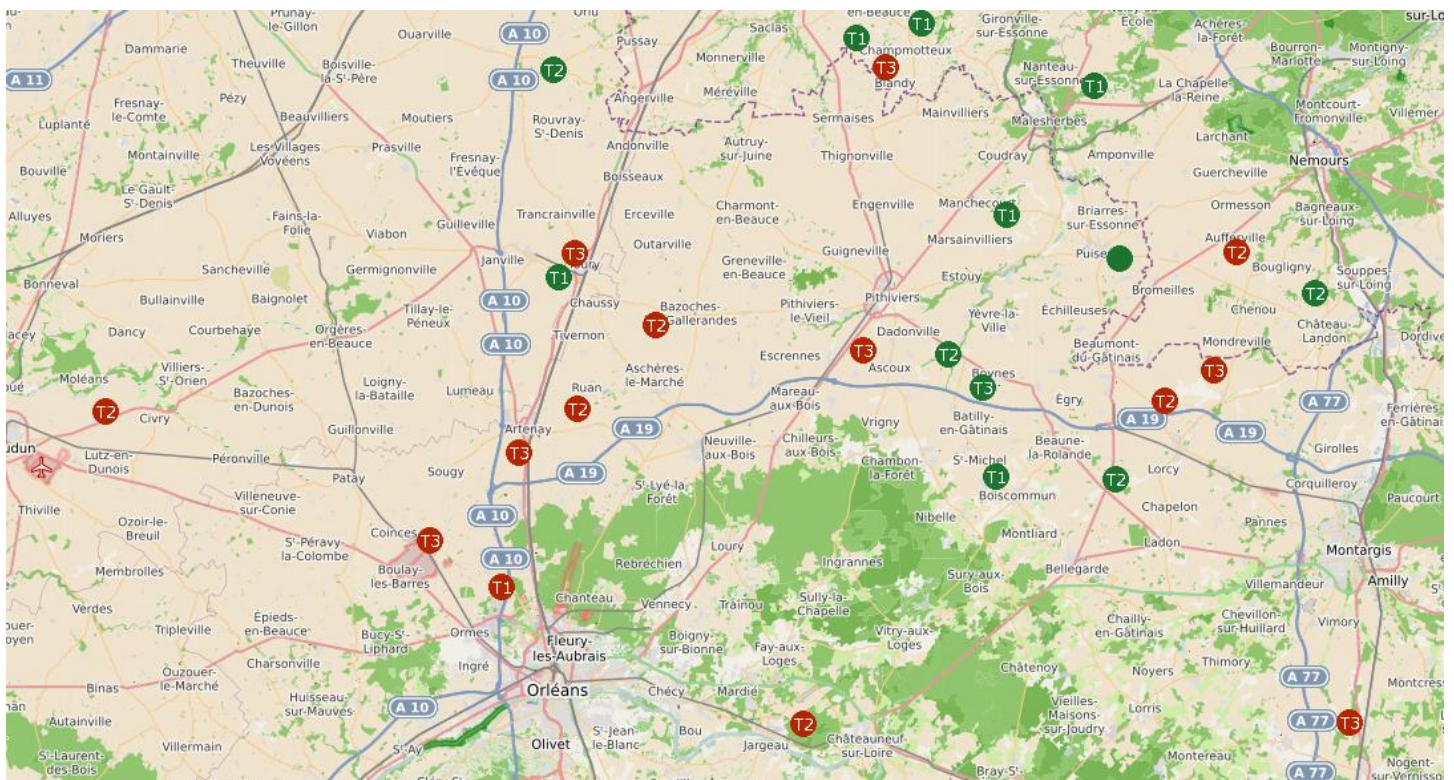 Dammarie
Prunay-
le-Gillon
Ouarville
A 10
Pussay
Saclas
en-Beauce
T1
T1
Champmotteux
Gironville-
sur-Essonne
École
Achères-
la-Forêt
sur-Loi
A 11
Theuville
Boisville-
la-Sᵗ-Père
A 10
T2
Monnerville
T3
Blandy
Nanteau-
sur-Essonne
T1
Bourron-
Marlotte
Montigny-
sur-Loing
Fresnay-
le-Comte
Pézy
Beauvilliers
Moutiers
Rouvray-
Sᵗ-Denis
Angerville
Méréville
Sermaises
Mainvilliers
Malesherbes
La Chapelle-
la-Reine
Montcourt-
Fromonville
Villemer
Luplanté
Montainville
Les Villages
Vovéens
Prasville
Fresnay-
l'Évêque
Andonville
Autruy-
sur-Juine
Thignonville
Coudray
Amponville
Larchant
Nemours
Bouville
Le Gault-
Sᵗ-Denis
Boisseaux
Guercheville
Alluyes
Fains-la-
Folie
Guilleville
Trancrainville
Erceville
Charmont-
en-Beauce
Engenville
Manchecourt
T1
Briarres-
sur-Essonne
Ormesson
Bagneaux-
sur-Loing
Moriers
Viabon
Outarville
Guigneville
Marsainvilliers
Aufferville
T2
Bonneval
Sancheville
Germignonville
Janville
T3
T1
Greneville-
en-Beauce
Estouy
Puise
Bougligny
T2
Souppes-
sur-Loing
Bullainville
Baignolet
Tillay-le-
Péneux
A 10
Chaussy
Bazoches-
Gallerandes
Pithiviers-
le-Vieil
Pithiviers
Yèvre-la-
Ville
Échilleuses
Bromeilles
Chenou
Dancy
Courbehaye
Orgères-
en-Beauce
A 10
Tivernon
T2
Escrennes
T3
Dadonville
T2
Beaumont-
du-Gâtinais
Mondreville
Château-
Landon
Dordive
Moléans
Villiers-
Sᵗ-Orien
Loigny-
la-Bataille
Lumeau
Ruan
Aschères-
le-Marché
Ascoux
Boynes
T3
T3
T2
Civry
Bazoches-
en-Dunois
T2
Mareau-
aux-Bois
Égry
T2
A 77
Ferrières-
en-Gâtinais
Guillonville
Artenay
A 19
Vrigny
Batilly-
en-Gâtinais
A 19
A 19
udun
Lutz-en-
Dunois
Péronville
Patay
Sougy
T3
A 19
Neuville-
aux-Bois
Chilleurs-
aux-Bois
Chambon-
la-Forêt
Sᵗ-Michel
T1
Boiscommun
Beaune-
la-Rolande
T2
Lorcy
Girolles
Corquilleroy
Thiville
Villeneuve-
sur-Conie
Sᵗ-Lyé-la-
Forêt
Chapelon
Paucourt
Ozoir-le-
Breuil
Coinces
T3
A 10
Nibelle
Montliard
Pannes
Sᵗ-Péravy-
la-Colombe
Loury
Ladon
Montargis
Membrolles
Boulay-
les-Barres
A 10
Rebréchien
Ingrannes
Sury-aux-
Bois
Bellegarde
Villemandeur
Amilly
Verdes
T1
Chanteau
Vennecy
Traînou
Sully-la-
Chapelle
Tripleville
Épieds-
en-Beauce
Bucy-Sᵗ-
Liphard
Ormes
Fleury-
les-Aubrais
Boigny-
sur-Bionne
Fay-aux-
Loges
Vitry-aux-
Loges
Chailly-
en-Gâtinais
Chevillon-
sur-Huillard
Vimory
Ouzouer-
le-Marché
Charsonville
Ingré
Châtenoy
Noyers
Thimory
Binas
Huisseau-
sur-Mauves
A 10
Orléans
Chécy
Mardié
Vieilles-
Maisons-
sur-Joudry
Lorris
A 77
Montcress
Autainville
T2
A 77
T3
Sᵗ-Laurent-
des-Bois
Villermain
Sᵗ-Ay
Olivet
Sᵗ-Jean-
le-Blanc
Bou
Jargeau
Châteauneuf-
sur-Loire
Bray-Sᵗ-
Montereau
A 77
Nogent-
sur-Vernisso